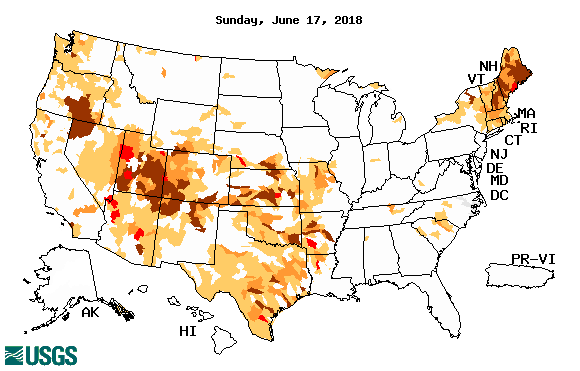 Sunday, June 17, 2018
NH
VT
MA
RI
CT
NJ
DE
MD
DC
PR-VI
AK
HI
USGS